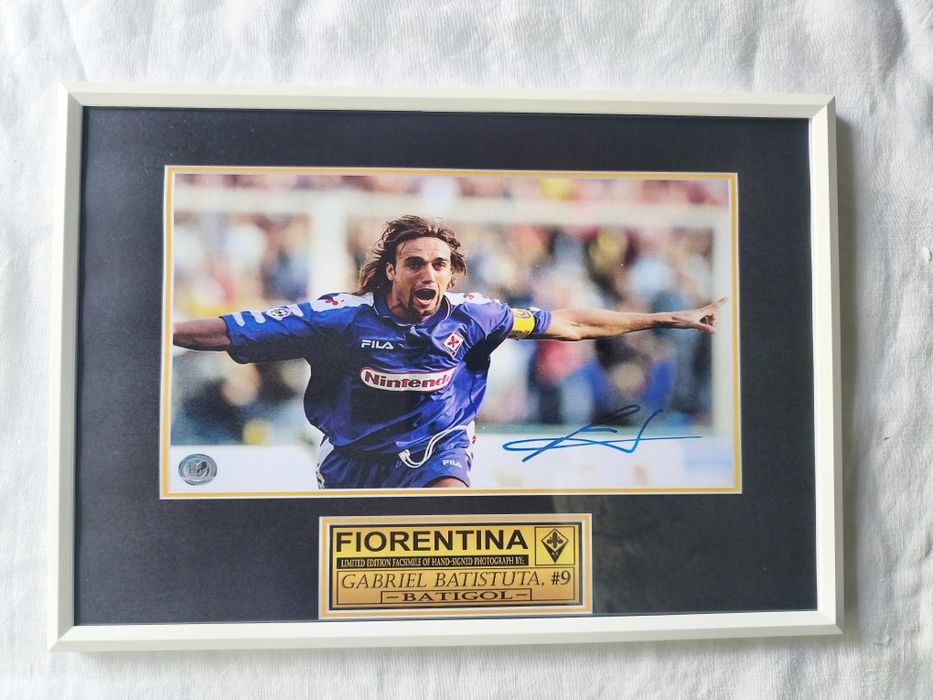 FILA
Nintendo
FILA
FIORENTINA
LIMITED EDITION FACSIMILE OF HAND-SIGNED PHOTOGRAPH BY:
GABRIEL BATISTUTA, #9
- BATIGOL -